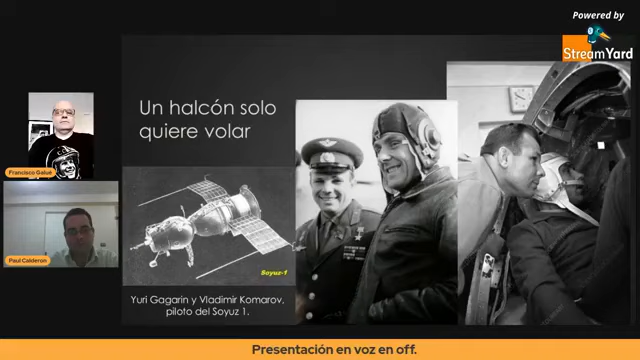 Powered by
StreamYard
Un halcón solo
quiere volar
Francisco Galué
Paul Calderon
Soyuz-1
Yuri Gagarin y Vladimir Komarov,
piloto del Soyuz 1.
Presentación en voz en off.